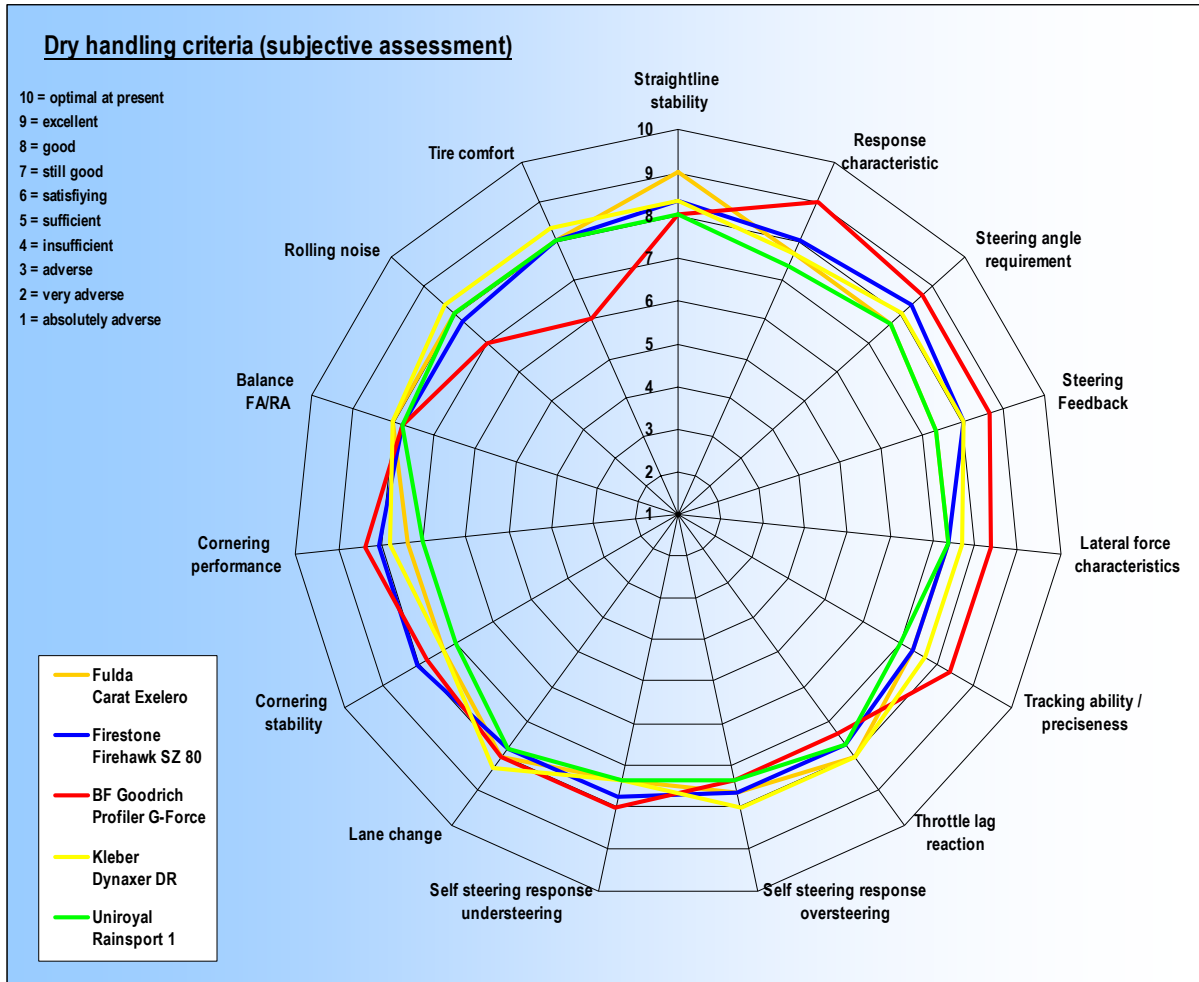 Dry handling criteria (subjective assessment)
10 = optimal at present
9 = excellent
8 = good
7 = still good
6 = satisfiying
5 = sufficient
4 = insufficient
3 = adverse
2 = very adverse
1 = absolutely adverse
Straightline
stability
Response
characteristic
Steering angle
requirement
Steering
Feedback
Lateral force
characteristics
Tracking ability /
preciseness
Throttle lag
reaction
Self steering response
oversteering
Self steering response
understeering
Lane change
Cornering
stability
Cornering
performance
Balance
FA/RA
Rolling noise
Tire comfort
10
9
8
7
6
5
4
3
2
1
Fulda
Carat Exelero
Firestone
Firehawk SZ 80
BF Goodrich
Profiler G-Force
Kleber
Dynaxer DR
Uniroyal
Rainsport 1